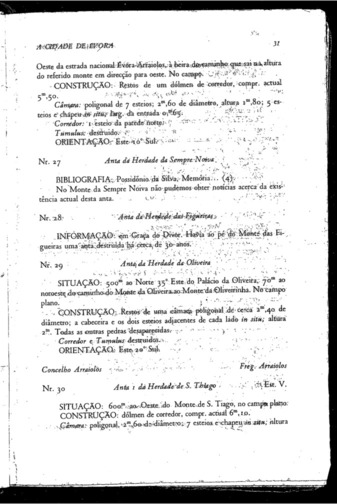 A CIDADE DE EVORA 31
Oeste da estrada nacional Évora-Arraiolos, à beira do caminho que sai na altura
do referido monte em direcção para oeste. No campo.
CONSTRUÇÃO: Restos de um dólmen de corredor, compr. actual
5ᵐ,50.
Câmara: poligonal de 7 esteios; 2ᵐ,60 de diâmetro, altura 1ᵐ,80; 5 es-
teios e chapéu in situ; larg. da entrada 0,ᵐ65.
Corredor: 1 esteio da parede norte.
Tumulus: destruído.
ORIENTAÇÃO: Este 10° Sul.
Nr. 27 Anta da Herdade da Sempre Noiva
BIBLIOGRAFIA: Possidónio da Silva, Memória... (4)
No Monte da Sempre Noiva não pudemos obter notícias acerca da exis-
tência actual desta anta.
Nr. 28 Anta da Herdade das Figueiras
INFORMAÇÃO: em Graça do Divor. Havia ao pé do Monte das Fi-
gueiras uma anta destruída há cerca de 30 anos.
Nr. 29 Anta da Herdade da Oliveira
SITUAÇÃO: 500ᵐ ao Norte 35° Este do Palácio da Oliveira, 70ᵐ ao
noroeste do caminho do Monte da Oliveira ao Monte da Oliveirinha. No campo
plano.
CONSTRUÇÃO: Restos de uma câmara poligonal de cerca 2ᵐ,40 de
diâmetro; a cabeceira e os dois esteios adjacentes de cada lado in situ; altura
2ᵐ. Todas as outras pedras desaparecidas.
Corredor e Tumulus destruidos.
ORIENTAÇÃO: Este 20° Sul.
Concelho Arraiolos Freg. Arraiolos
Nr. 30 Anta 1 da Herdade de S. Thiago Est. V.
SITUAÇÃO: 600ᵐ ao Oeste do Monte de S. Tiago, no campo plano.
CONSTRUÇÃO: dólmen de corredor, compr. actual 6ᵐ,10.
Câmara: poligonal, 2ᵐ,60 de diâmetro; 7 esteios e chapeu in situ; altura